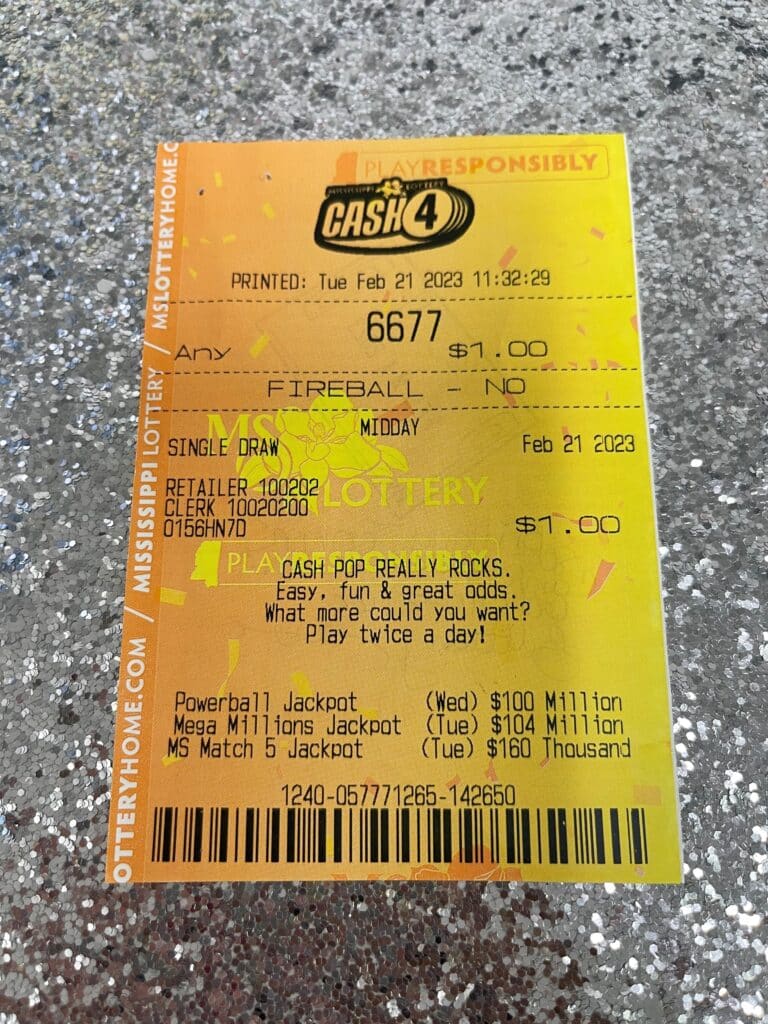 PLAYRESPONSIBLY
MISSISSIPPI LOTTERY
CASH 4
PRINTED: Tue Feb 21 2023 11:32:29
6677
Any $1.00
FIREBALL - NO
MIDDAY
SINGLE DRAW Feb 21 2023
MS
LOTTERY
RETAILER 100202
CLERK 10020200
0156HN7D $1.00
PLAYRESPONSIBLY
CASH POP REALLY ROCKS.
Easy, fun & great odds.
What more could you want?
Play twice a day!
Powerball Jackpot (Wed) $100 Million
Mega Millions Jackpot (Tue) $104 Million
MS Match 5 Jackpot (Tue) $160 Thousand
1240-057771265-142650
OTTERYHOME.COM / MISSISSIPPI LOTTERY / MSLOTTERYHOME.C